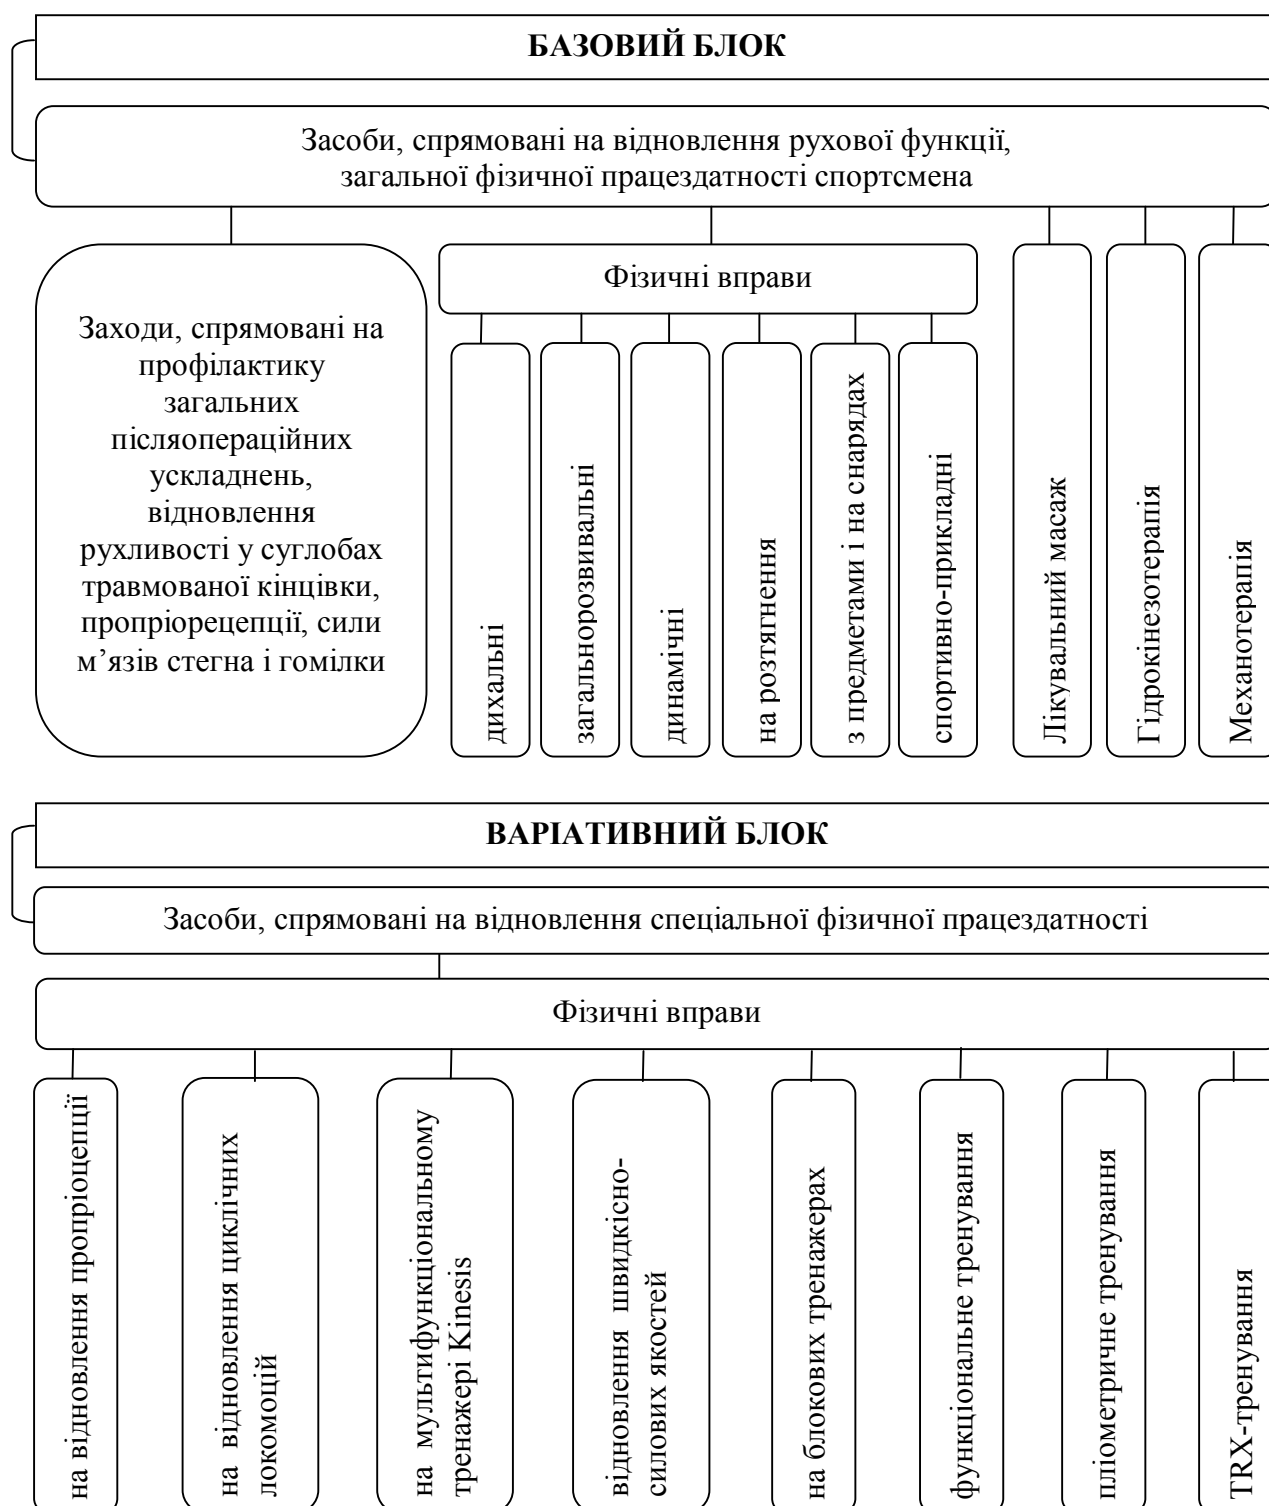 БАЗОВИЙ БЛОК
Засоби, спрямовані на відновлення рухової функції,
загальної фізичної працездатності спортсмена
Заходи, спрямовані на
профілактику
загальних
післяопераційних
ускладнень,
відновлення
рухливості у суглобах
травмованої кінцівки,
пропріорецепції, сили
м’язів стегна і гомілки
Фізичні вправи
дихальні
загальнорозвивальні
динамічні
на розтягнення
з предметами і на снарядах
спортивно-прикладні
Лікувальний масаж
Гідрокінезотерапія
Механотерапія
ВАРІАТИВНИЙ БЛОК
Засоби, спрямовані на відновлення спеціальної фізичної працездатності
Фізичні вправи
на відновлення пропріоцепції
на відновлення циклічних
локомоцій
на мультифункціональному
тренажері Kinesis
відновлення швидкісно-
силових якостей
на блокових тренажерах
функціональне тренування
пліометричне тренування
TRX-тренування